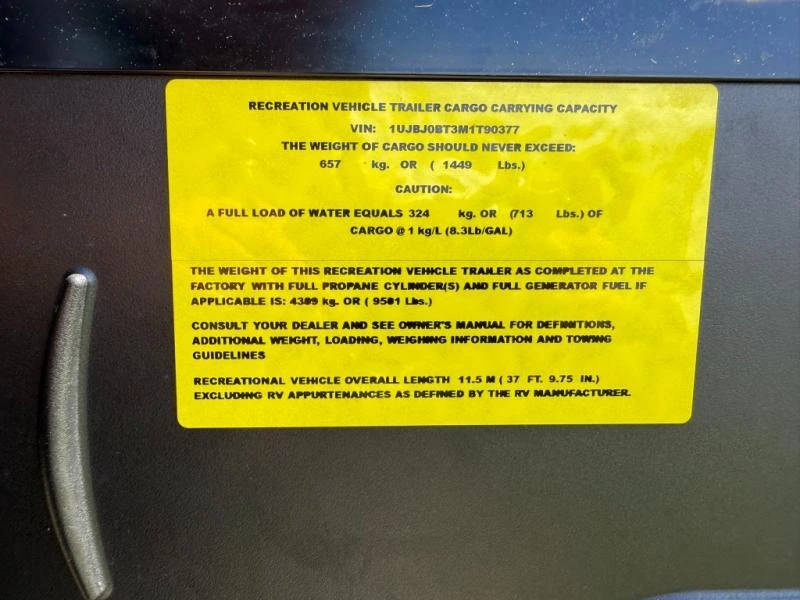 RECREATION VEHICLE TRAILER CARGO CARRYING CAPACITY
VIN: 1UJBJ0BT3M1T90377
THE WEIGHT OF CARGO SHOULD NEVER EXCEED:
657 kg. OR ( 1449 Lbs.)
CAUTION:
A FULL LOAD OF WATER EQUALS 324 kg. OR (713 Lbs.) OF
CARGO @ 1 kg/L (8.3Lb/GAL)
THE WEIGHT OF THIS RECREATION VEHICLE TRAILER AS COMPLETED AT THE
FACTORY WITH FULL PROPANE CYLINDER(S) AND FULL GENERATOR FUEL IF
APPLICABLE IS: 4309 kg. OR ( 9501 Lbs.)
CONSULT YOUR DEALER AND SEE OWNER'S MANUAL FOR DEFINITIONS,
ADDITIONAL WEIGHT, LOADING, WEIGHING INFORMATION AND TOWING
GUIDELINES
RECREATIONAL VEHICLE OVERALL LENGTH 11.5 M ( 37 FT. 9.75 IN.)
EXCLUDING RV APPURTENANCES AS DEFINED BY THE RV MANUFACTURER.